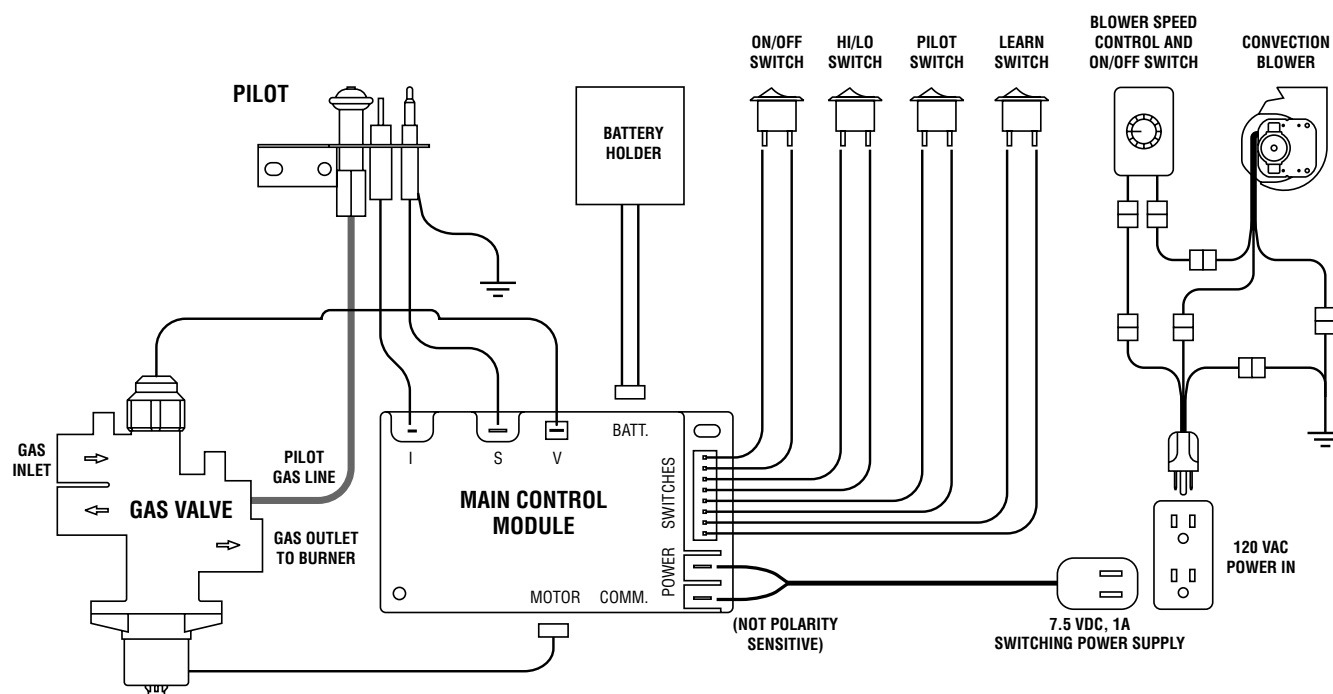 BLOWER SPEED
CONTROL AND
ON/OFF SWITCH
CONVECTION
BLOWER
ON/OFF
SWITCH
HI/LO
SWITCH
PILOT
SWITCH
LEARN
SWITCH
PILOT
BATTERY
HOLDER
GAS
INLET
PILOT
GAS LINE
GAS VALVE
GAS OUTLET
TO BURNER
I
S
V
BATT.
SWITCHES
MAIN CONTROL
MODULE
POWER
MOTOR
COMM.
(NOT POLARITY
SENSITIVE)
7.5 VDC, 1A
SWITCHING POWER SUPPLY
120 VAC
POWER IN